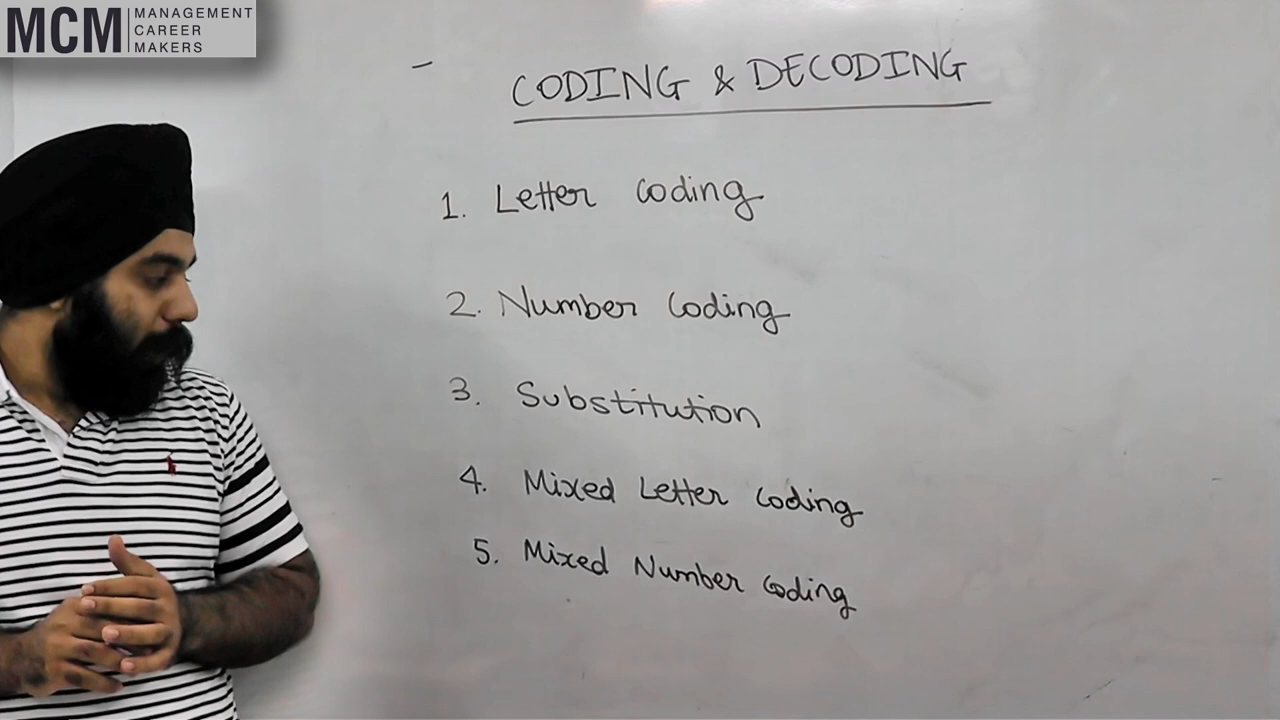 MCM
MANAGEMENT
CAREER
MAKERS
CODING & DECODING
1. Letter Coding
2. Number Coding
3. Substitution
4. Mixed Letter Coding
5. Mixed Number Coding